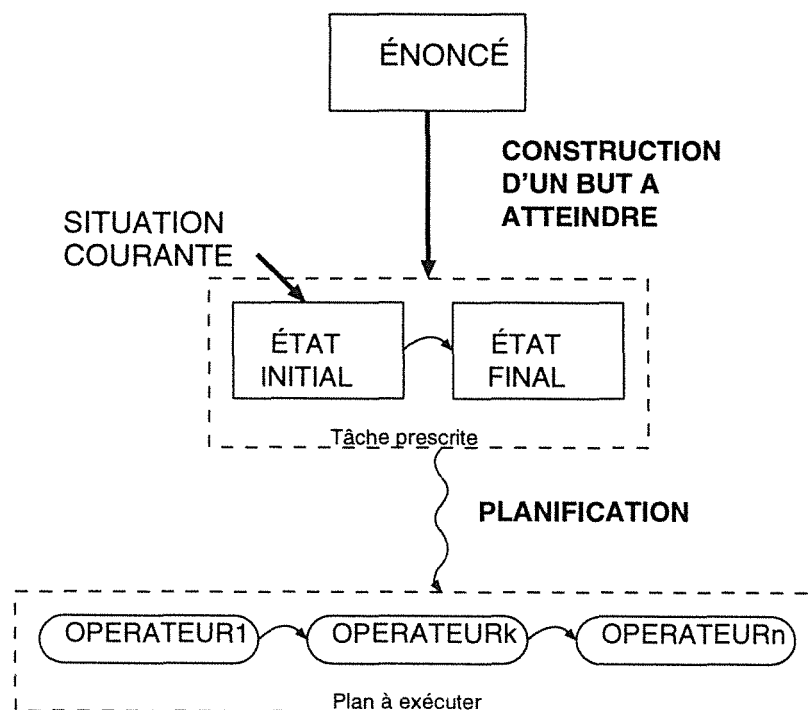 ÉNONCÉ
CONSTRUCTION
D'UN BUT A
ATTEINDRE
SITUATION
COURANTE
ÉTAT
INITIAL
ÉTAT
FINAL
Tâche prescrite
PLANIFICATION
OPERATEUR1
OPERATEURk
OPERATEURn
Plan à exécuter